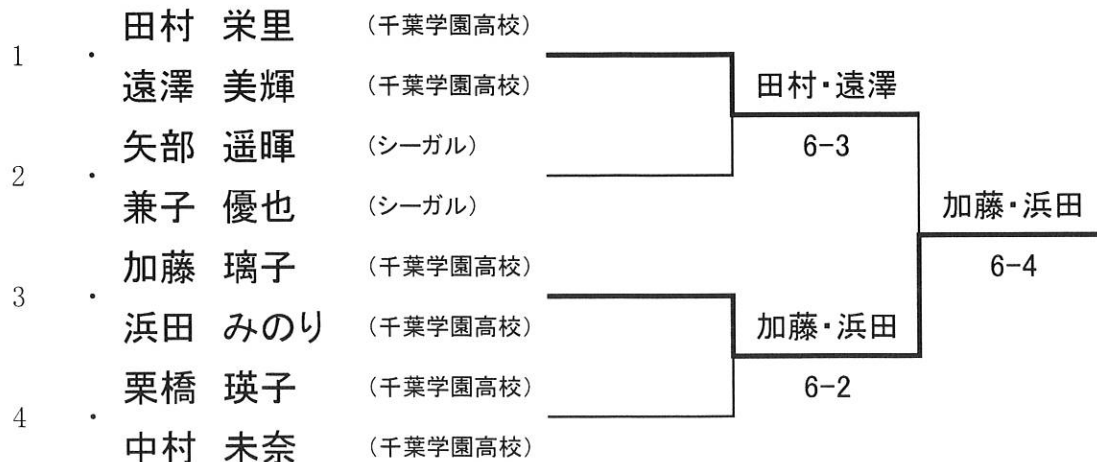 田村 栄里 (千葉学園高校)
1 ・
遠澤 美輝 (千葉学園高校)
田村・遠澤
矢部 遥暉 (シーガル)
6-3
2 ・
兼子 優也 (シーガル)
加藤・浜田
加藤 璃子 (千葉学園高校)
6-4
3 ・
浜田 みのり (千葉学園高校)
加藤・浜田
栗橋 瑛子 (千葉学園高校)
6-2
4 ・
中村 未奈 (千葉学園高校)